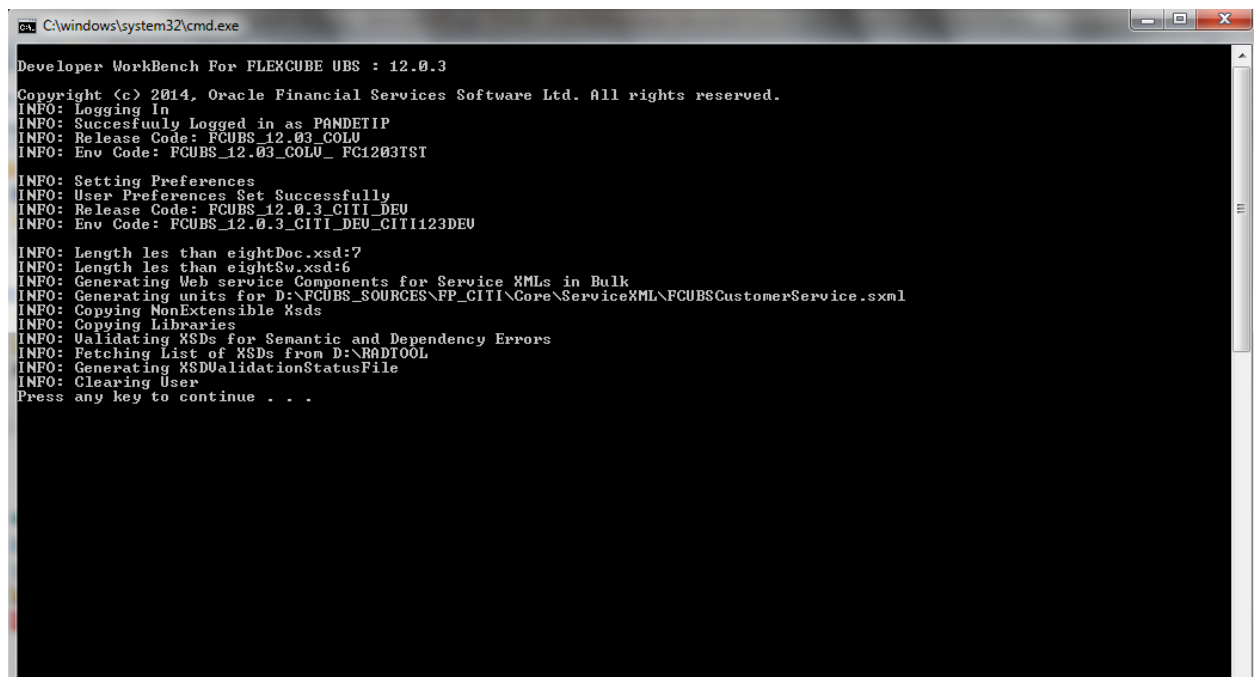 C:\windows\system32\cmd.exe
Developer WorkBench For FLEXCUBE UBS : 12.0.3
Copyright (c) 2014, Oracle Financial Services Software Ltd. All rights reserved.
INFO: Logging In
INFO: Succesfuuly Logged in as PANDETIP
INFO: Release Code: FCUBS_12.03_COLV
INFO: Env Code: FCUBS_12.03_COLV_ FC1203TST
INFO: Setting Preferences
INFO: User Preferences Set Successfully
INFO: Release Code: FCUBS_12.0.3_CITI_DEV
INFO: Env Code: FCUBS_12.0.3_CITI_DEV_CITI123DEV
INFO: Length les than eightDoc.xsd:7
INFO: Length les than eightSw.xsd:6
INFO: Generating Web service Components for Service XMLs in Bulk
INFO: Generating units for D:\FCUBS_SOURCES\FP_CITI\Core\ServiceXML\FCUBSCustomerService.sxml
INFO: Copying NonExtensible Xsds
INFO: Copying Libraries
INFO: Validating XSDs for Semantic and Dependency Errors
INFO: Fetching List of XSDs from D:\RADTOOL
INFO: Generating XSDValidationStatusFile
INFO: Clearing User
Press any key to continue . . .